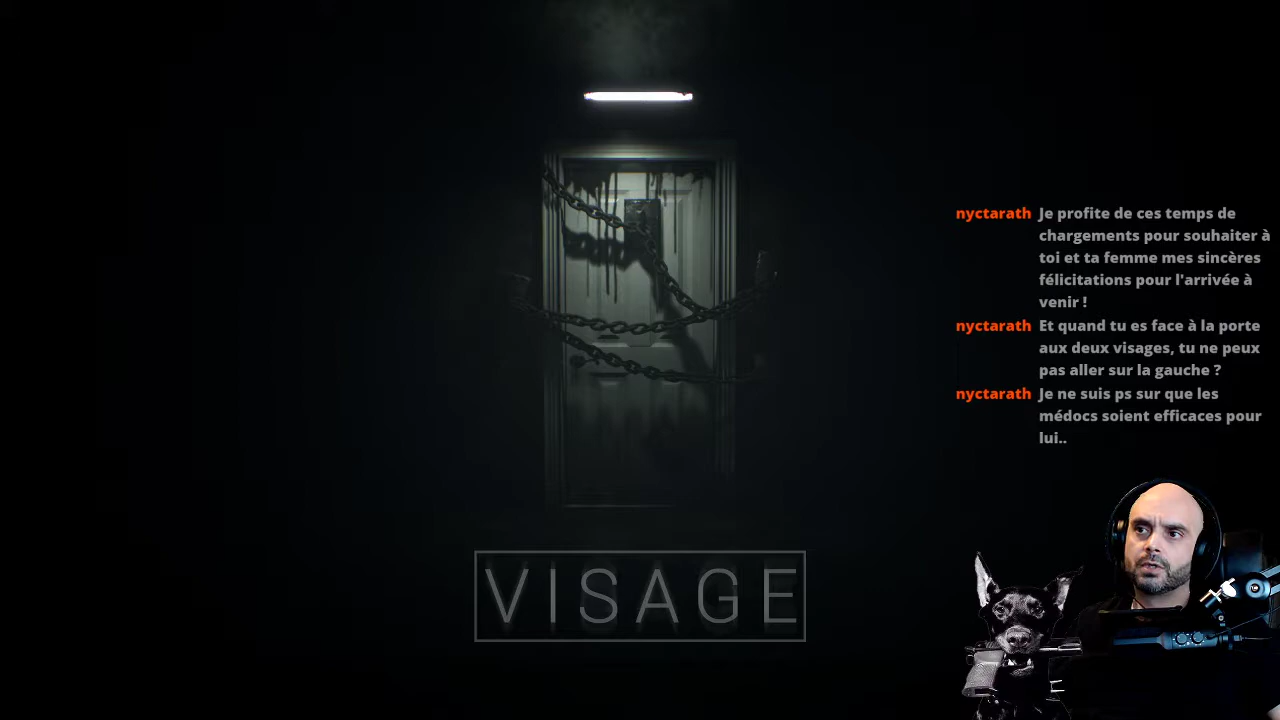 nyctarath Je profite de ces temps de
chargements pour souhaiter à
toi et ta femme mes sincères
félicitations pour l'arrivée à
venir !
nyctarath Et quand tu es face à la porte
aux deux visages, tu ne peux
pas aller sur la gauche ?
nyctarath Je ne suis ps sur que les
médocs soient efficaces pour
lui..
VISAGE